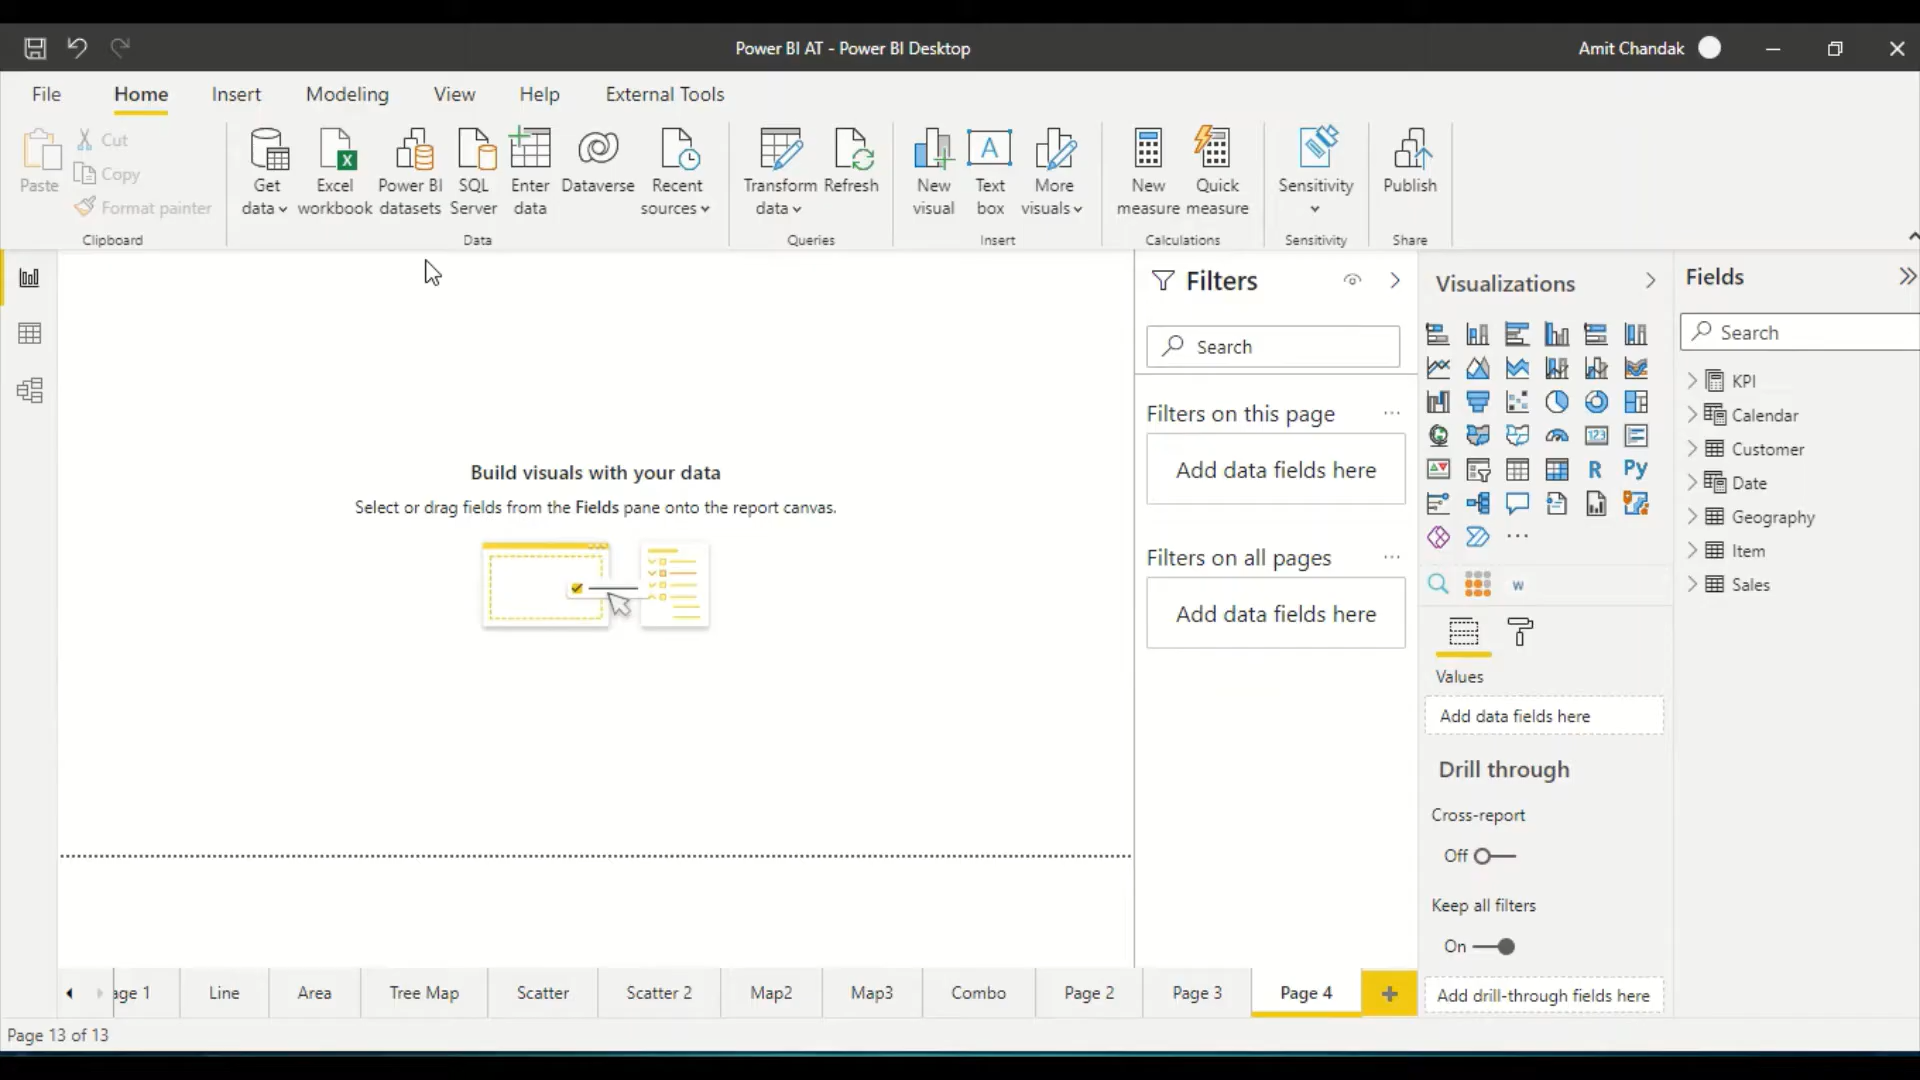 Power BI AT - Power BI Desktop
Amit Chandak
File Home Insert Modeling View Help External Tools
Paste
Cut
Copy
Format painter
Clipboard
Get data
Excel workbook
Power BI datasets
SQL Server
Enter data
Dataverse
Recent sources
Data
Transform data
Refresh
Queries
New visual
Text box
More visuals
Insert
New measure
Quick measure
Calculations
Sensitivity
Sensitivity
Publish
Share
Build visuals with your data
Select or drag fields from the Fields pane onto the report canvas.
Filters
Search
Filters on this page
Add data fields here
Filters on all pages
Add data fields here
Visualizations
123
R
Py
W
Values
Add data fields here
Drill through
Cross-report
Off
Keep all filters
On
Add drill-through fields here
Fields
Search
KPI
Calendar
Customer
Date
Geography
Item
Sales
age 1 Line Area Tree Map Scatter Scatter 2 Map2 Map3 Combo Page 2 Page 3 Page 4
Page 13 of 13